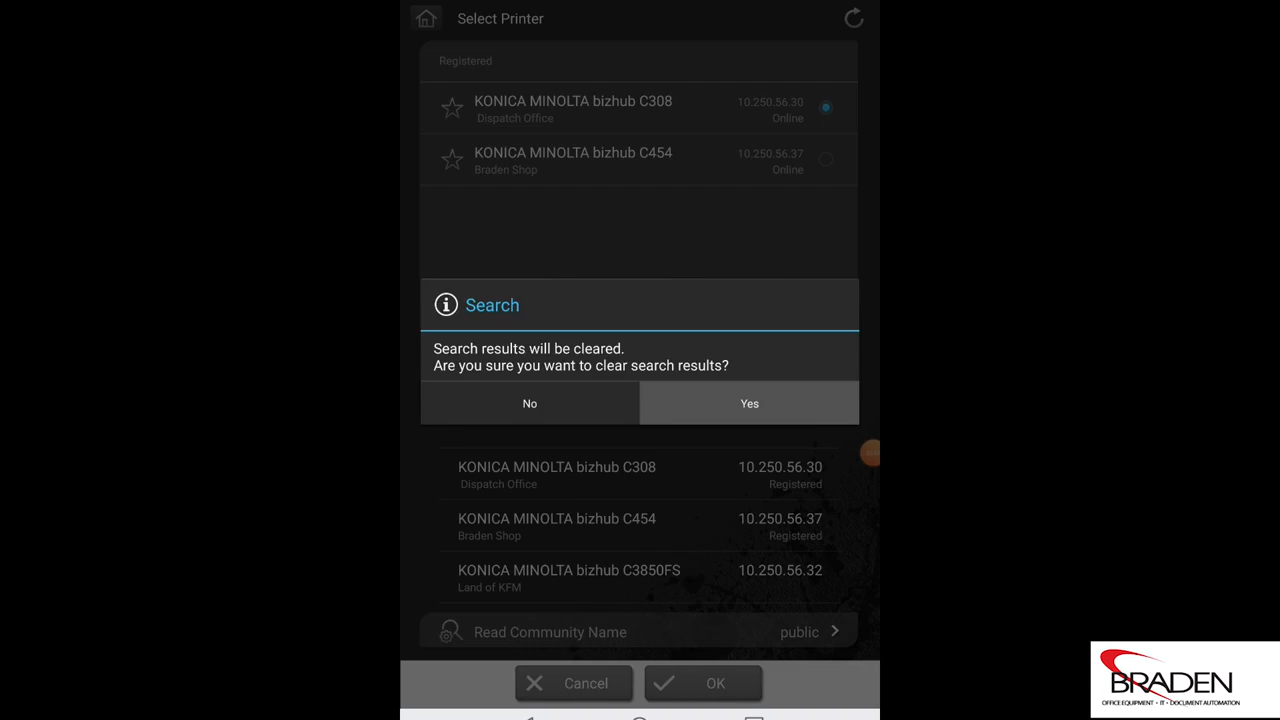 Select Printer
Registered
KONICA MINOLTA bizhub C308
10.250.56.30
Dispatch Office
Online
KONICA MINOLTA bizhub C454
10.250.56.37
Braden Shop
Online
Search
Search results will be cleared.
Are you sure you want to clear search results?
No
Yes
KONICA MINOLTA bizhub C308
10.250.56.30
Dispatch Office
Registered
KONICA MINOLTA bizhub C454
10.250.56.37
Braden Shop
Registered
KONICA MINOLTA bizhub C3850FS
10.250.56.32
Land of KFM
Read Community Name
public
Cancel
OK
BRADEN
OFFICE EQUIPMENT • IT • DOCUMENT AUTOMATION